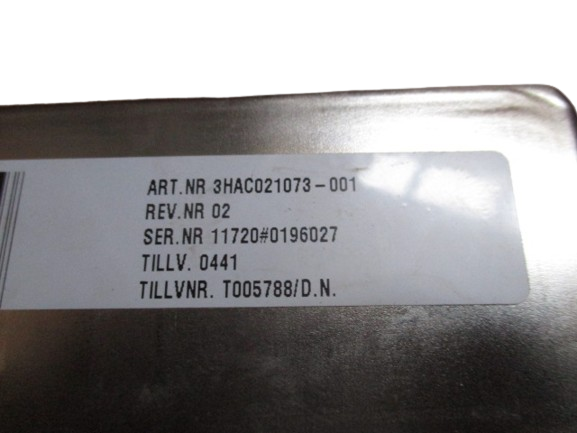 ART.NR 3HAC021073-001
REV.NR 02
SER.NR 11720#0196027
TILLV. 0441
TILLVNR. T005788/D.N.